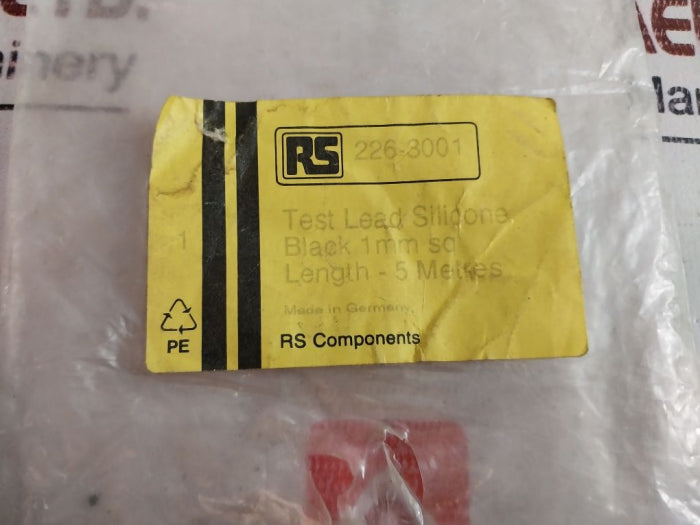 RS 226-3001
Test Lead Silicone
Black 1mm sq
Length - 5 Metres
1
Made in Germany.
PE
RS Components